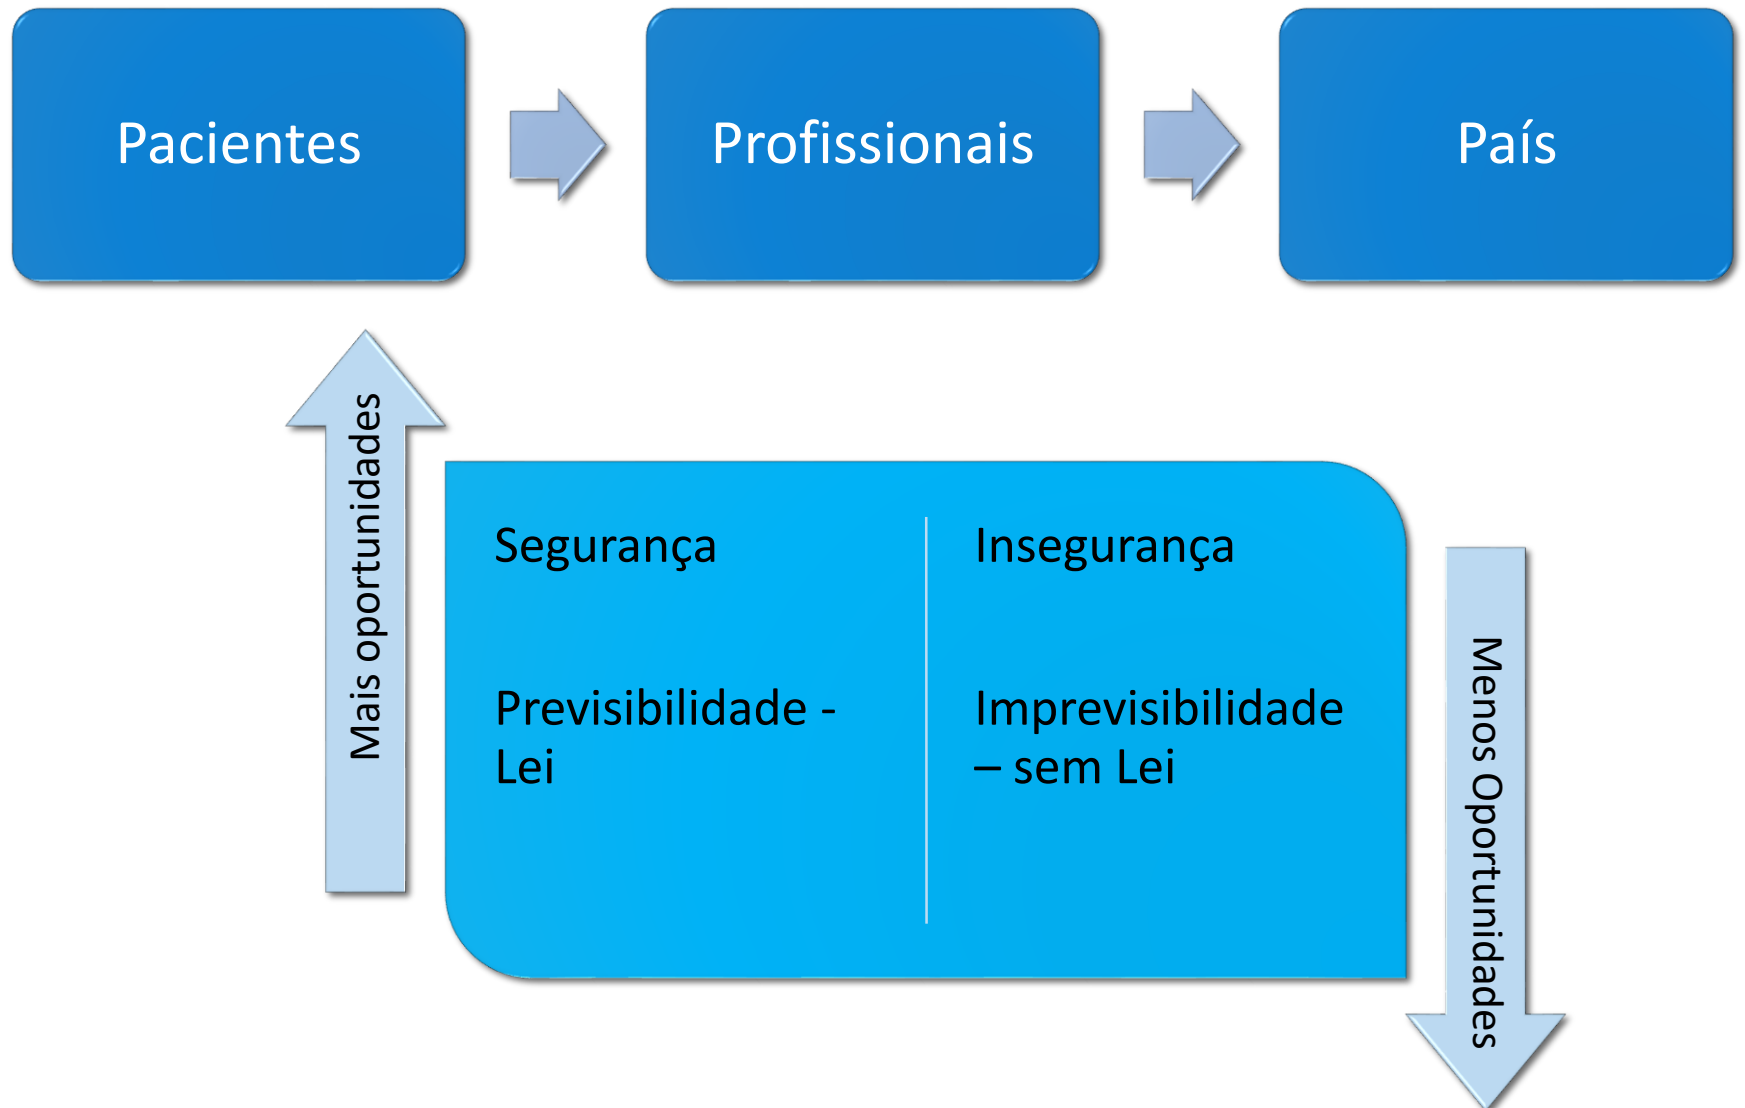 Pacientes
Profissionais
País
Mais oportunidades
Segurança
Previsibilidade -
Lei
Insegurança
Imprevisibilidade
– sem Lei
Menos Oportunidades